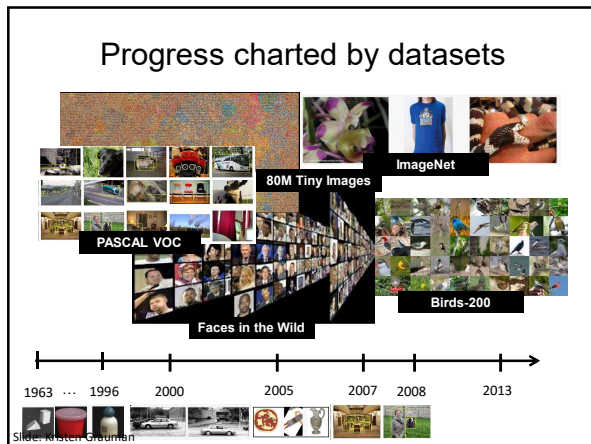 Progress charted by datasets
ImageNet
80M Tiny Images
PASCAL VOC
Birds-200
Faces in the Wild
1963 ... 1996 2000 2005 2007 2008 2013
Slide: Kristen Grauman